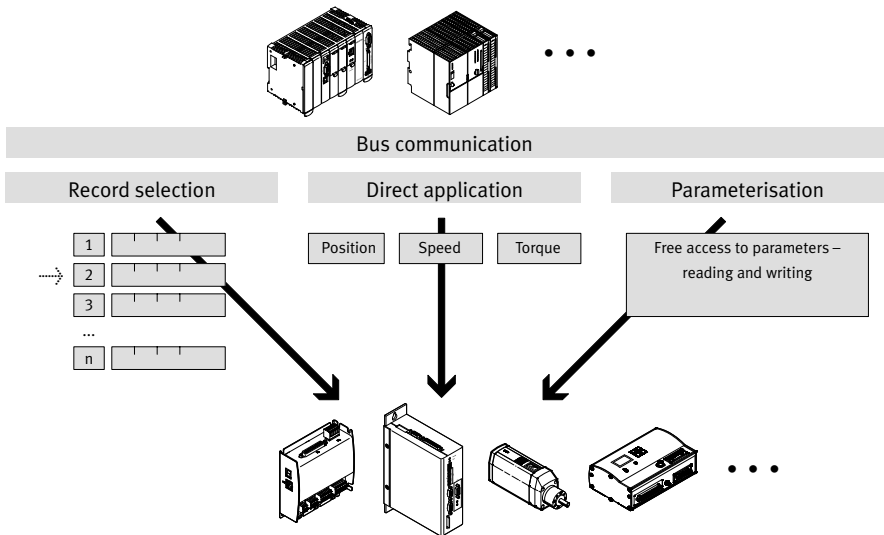 Bus communication
Record selection
Direct application
Parameterisation
1
2
3
...
n
Position
Speed
Torque
Free access to parameters –
reading and writing